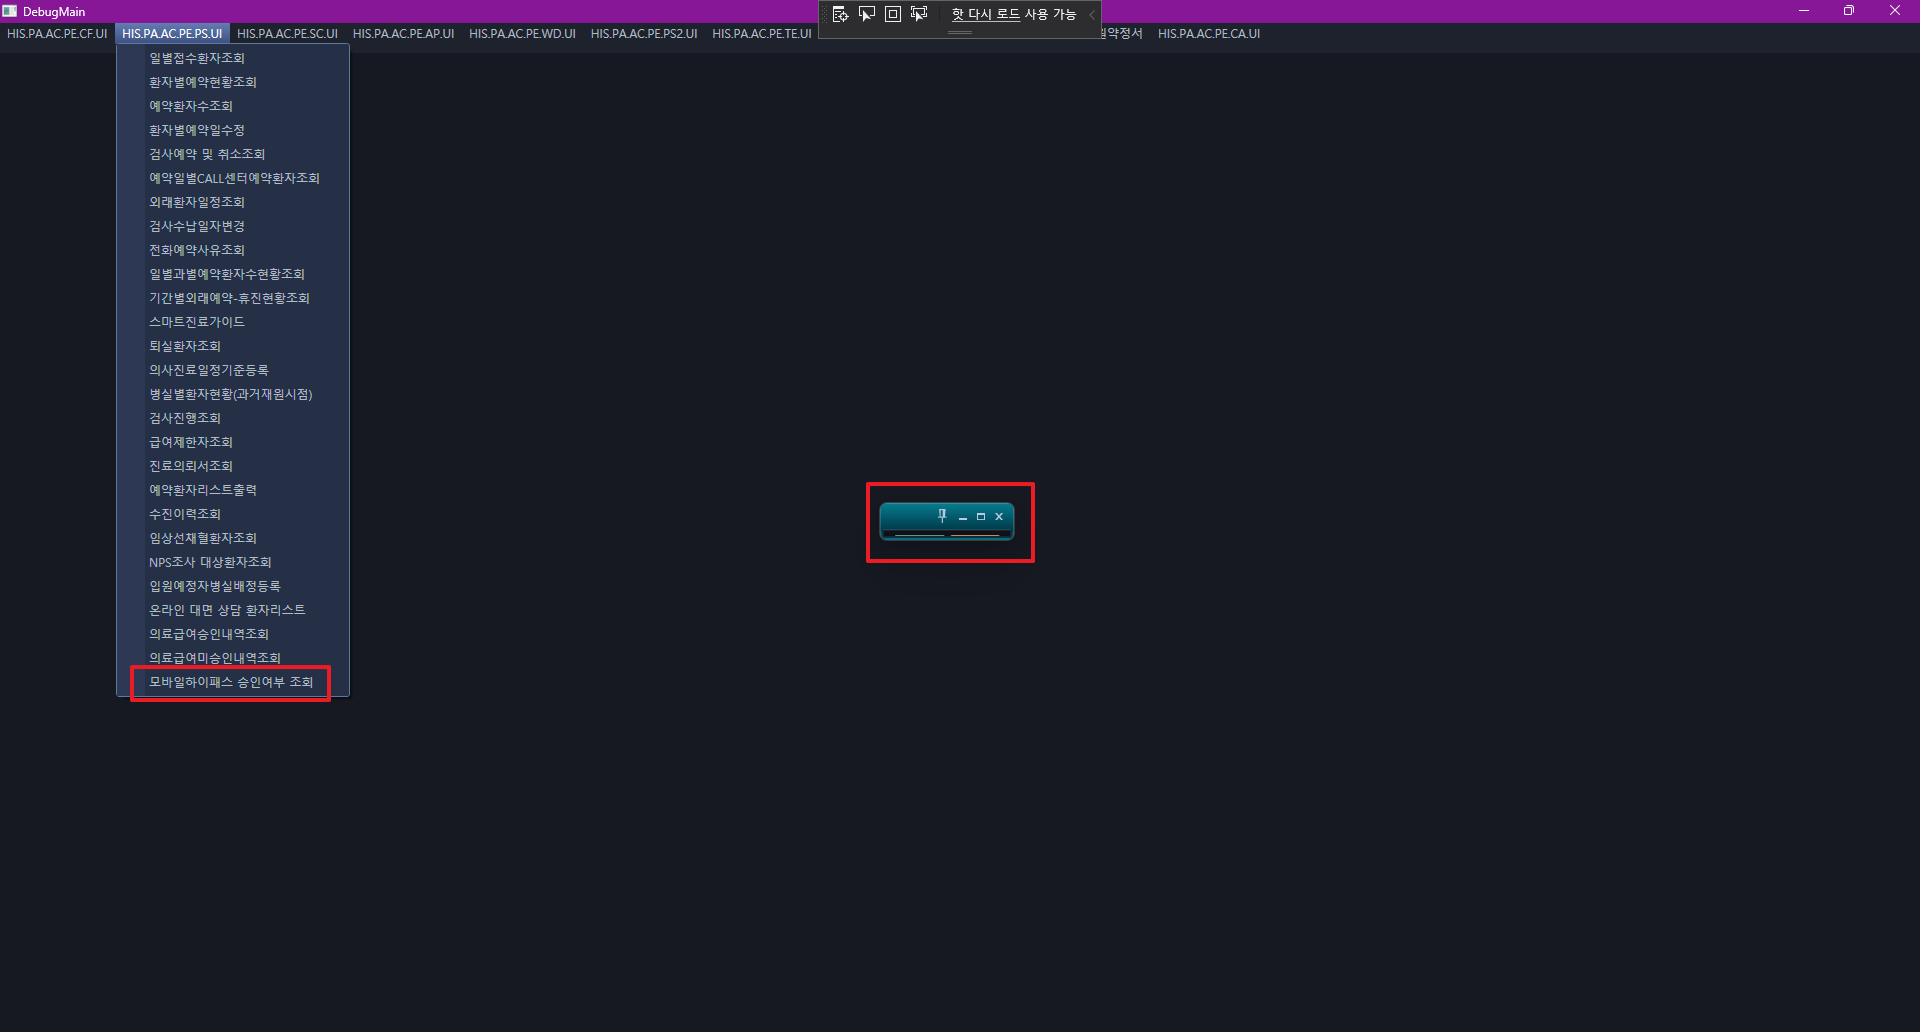 DebugMain
핫 다시 로드 사용 가능
HIS.PA.AC.PE.CF.UI HIS.PA.AC.PE.PS.UI HIS.PA.AC.PE.SC.UI HIS.PA.AC.PE.AP.UI HIS.PA.AC.PE.WD.UI HIS.PA.AC.PE.PS2.UI HIS.PA.AC.PE.TE.UI 원약정서 HIS.PA.AC.PE.CA.UI
일별접수환자조회
환자별예약현황조회
예약환자수조회
환자별예약일수정
검사예약 및 취소조회
예약일별CALL센터예약환자조회
외래환자일정조회
검사수납일자변경
전화예약사유조회
일별과별예약환자수현황조회
기간별외래예약-휴진현황조회
스마트진료가이드
퇴실환자조회
의사진료일정기준등록
병실별환자현황(과거재원시점)
검사진행조회
급여제한자조회
진료의뢰서조회
예약환자리스트출력
수진이력조회
임상선채혈환자조회
NPS조사 대상환자조회
입원예정자병실배정등록
온라인 대면 상담 환자리스트
의료급여승인내역조회
의료급여미승인내역조회
모바일하이패스 승인여부 조회